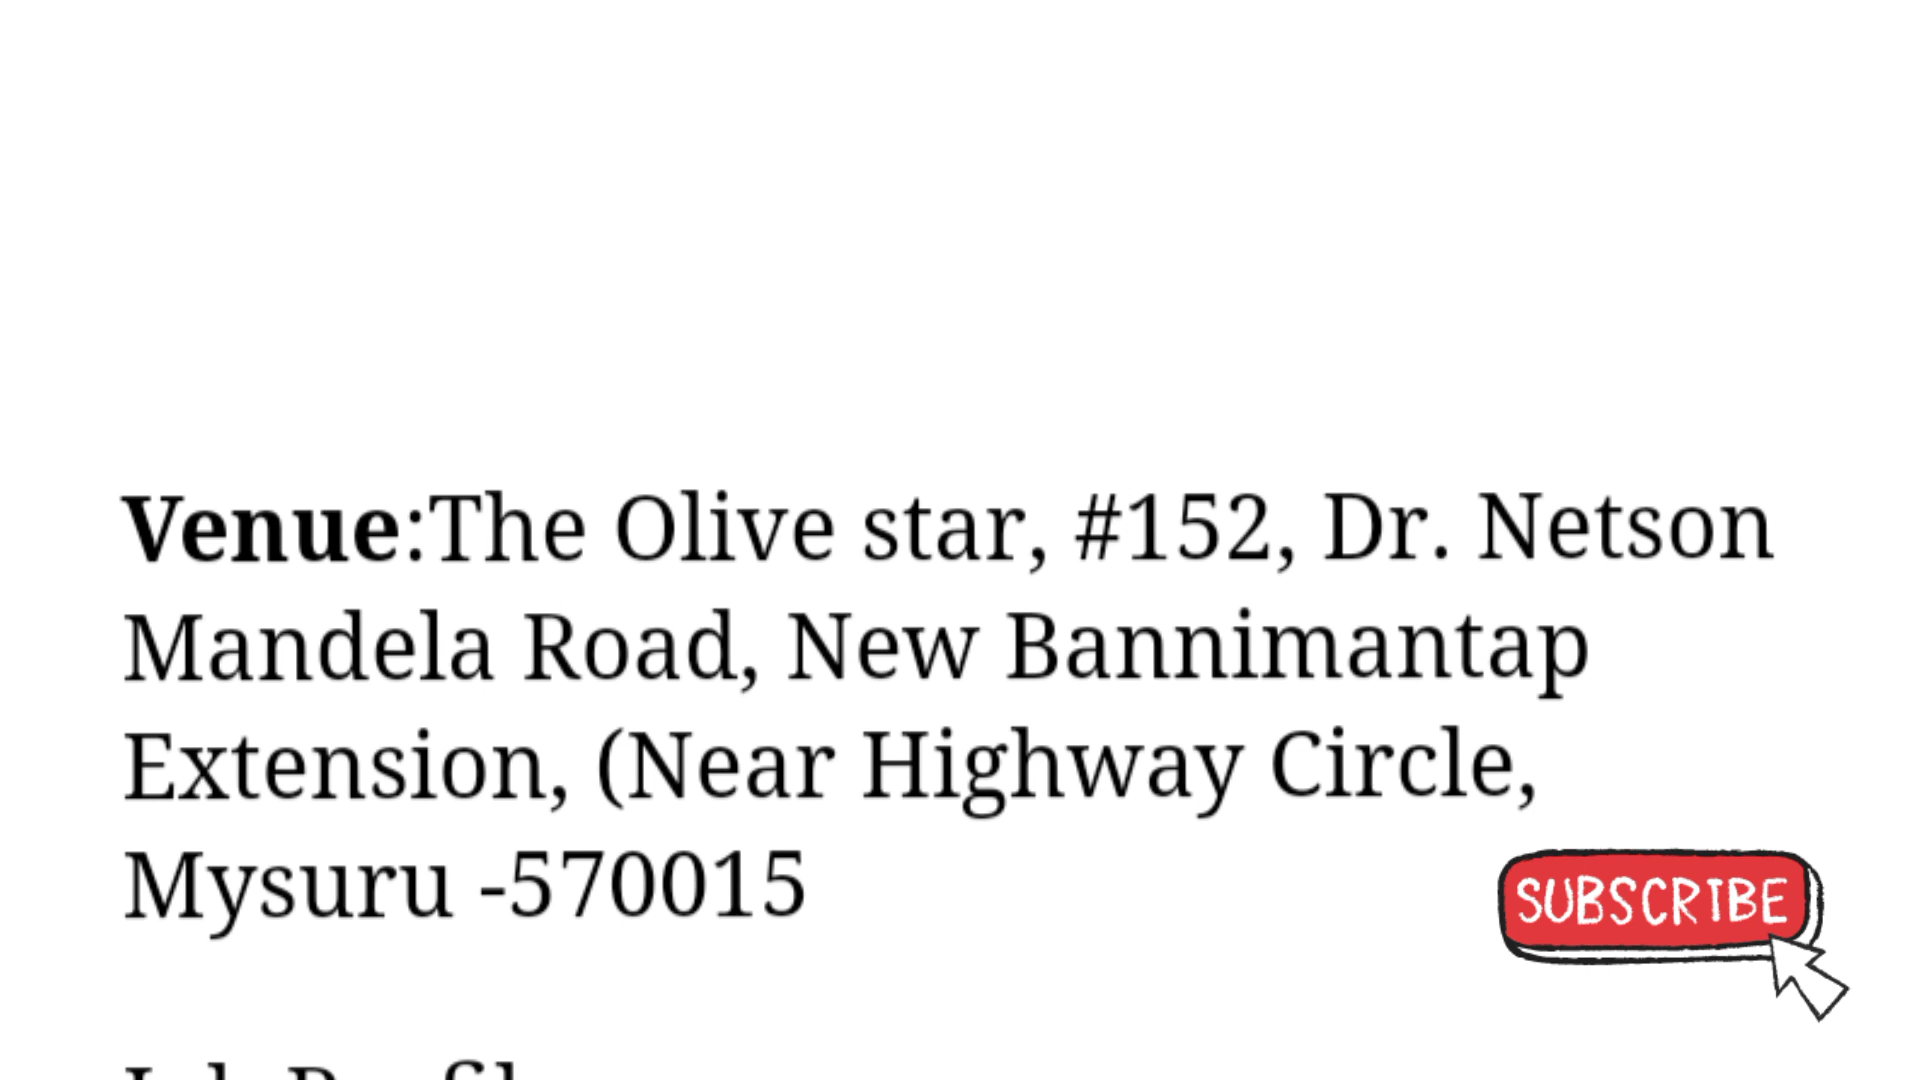 Venue:The Olive star, #152, Dr. Netson
Mandela Road, New Bannimantap
Extension, (Near Highway Circle,
Mysuru -570015
SUBSCRIBE